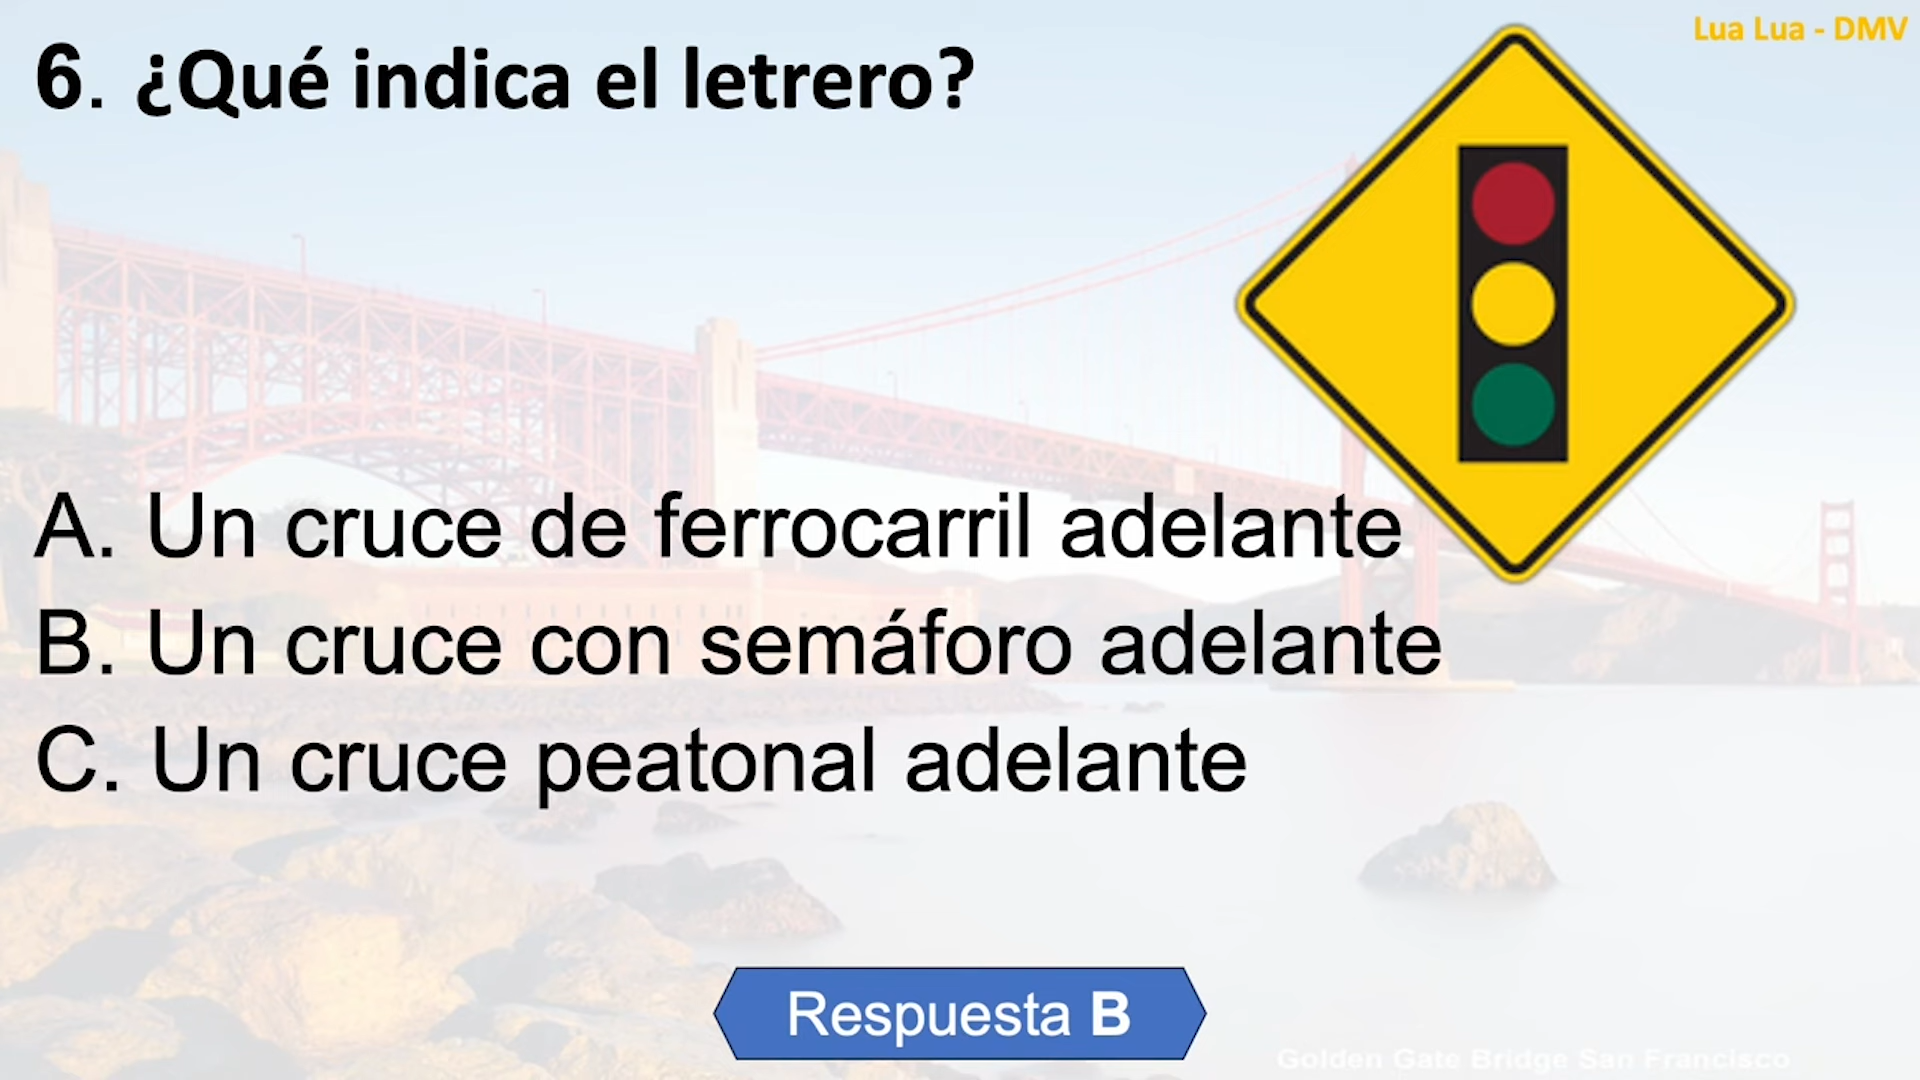 Lua Lua - DMV
6. ¿Qué indica el letrero?
A. Un cruce de ferrocarril adelante
B. Un cruce con semáforo adelante
C. Un cruce peatonal adelante
Respuesta B
Golden Gate Bridge San Francisco